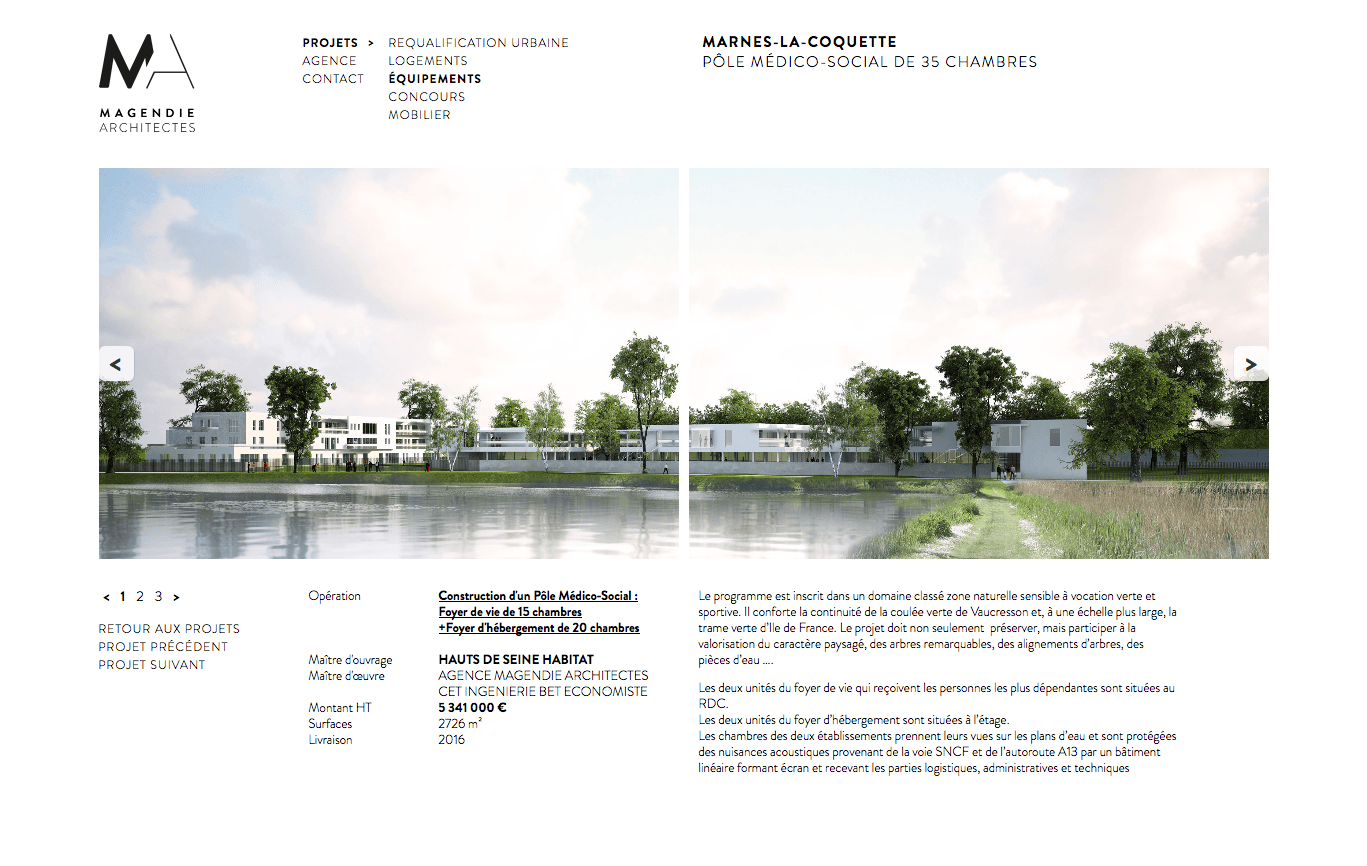 MA
MAGENDIE
ARCHITECTES
PROJETS >
AGENCE
CONTACT
REQUALIFICATION URBAINE
LOGEMENTS
ÉQUIPEMENTS
CONCOURS
MOBILIER
MARNES-LA-COQUETTE
PÔLE MÉDICO-SOCIAL DE 35 CHAMBRES
<
>
< 1 2 3 >
RETOUR AUX PROJETS
PROJET PRÉCÉDENT
PROJET SUIVANT
Opération
Construction d'un Pôle Médico-Social :
Foyer de vie de 15 chambres
+Foyer d'hébergement de 20 chambres
Maître d'ouvrage HAUTS DE SEINE HABITAT
Maître d'œuvre AGENCE MAGENDIE ARCHITECTES
CET INGENIERIE BET ECONOMISTE
Montant HT 5 341 000 €
Surfaces 2726 m²
Livraison 2016
Le programme est inscrit dans un domaine classé zone naturelle sensible à vocation verte et
sportive. Il conforte la continuité de la coulée verte de Vaucresson et, à une échelle plus large, la
trame verte d'Ile de France. Le projet doit non seulement préserver, mais participer à la
valorisation du caractère paysagé, des arbres remarquables, des alignements d'arbres, des
pièces d'eau ....
Les deux unités du foyer de vie qui reçoivent les personnes les plus dépendantes sont situées au
RDC.
Les deux unités du foyer d'hébergement sont situées à l'étage.
Les chambres des deux établissements prennent leurs vues sur les plans d'eau et sont protégées
des nuisances acoustiques provenant de la voie SNCF et de l'autoroute A13 par un bâtiment
linéaire formant écran et recevant les parties logistiques, administratives et techniques